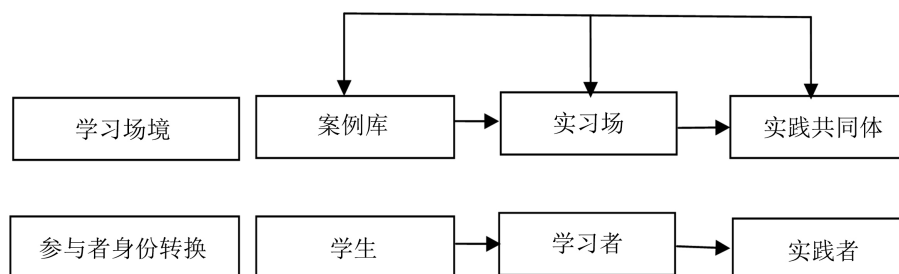 学习场境
案例库
实习场
实践共同体
参与者身份转换
学生
学习者
实践者